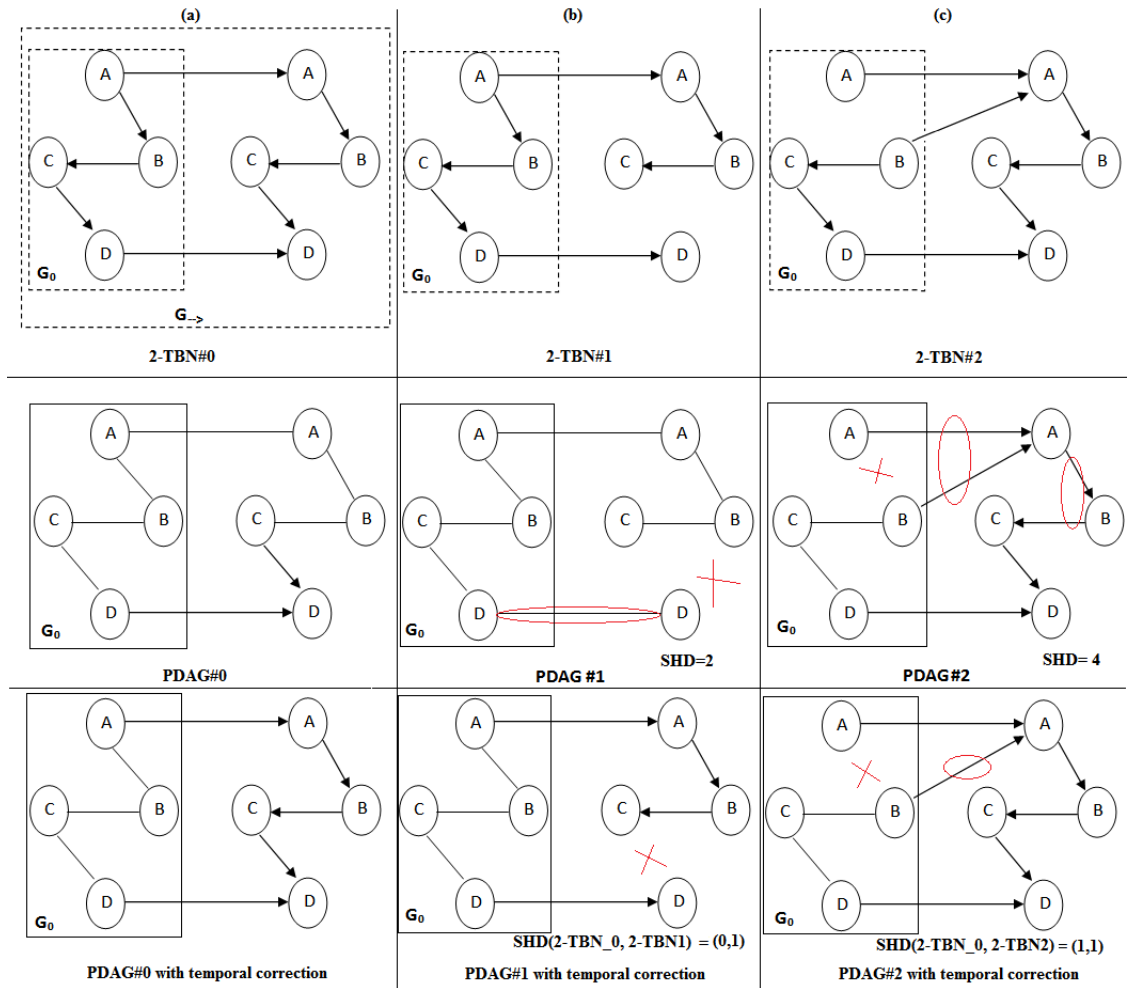 (a)
(b)
(c)
A
A
C
B
C
B
D
D
G0
G-->
2-TBN#0
A
A
C
B
C
B
D
D
G0
2-TBN#1
A
A
C
B
C
B
D
D
G0
2-TBN#2
A
A
C
B
C
B
D
D
G0
PDAG#0
A
A
C
B
C
B
D
D
G0
SHD=2
PDAG #1
A
A
C
B
C
B
D
D
G0
SHD= 4
PDAG#2
A
A
C
B
C
B
D
D
G0
PDAG#0 with temporal correction
A
A
C
B
C
B
D
D
G0
SHD(2-TBN_0, 2-TBN1) = (0,1)
PDAG#1 with temporal correction
A
A
C
B
C
B
D
D
G0
SHD(2-TBN_0, 2-TBN2) = (1,1)
PDAG#2 with temporal correction